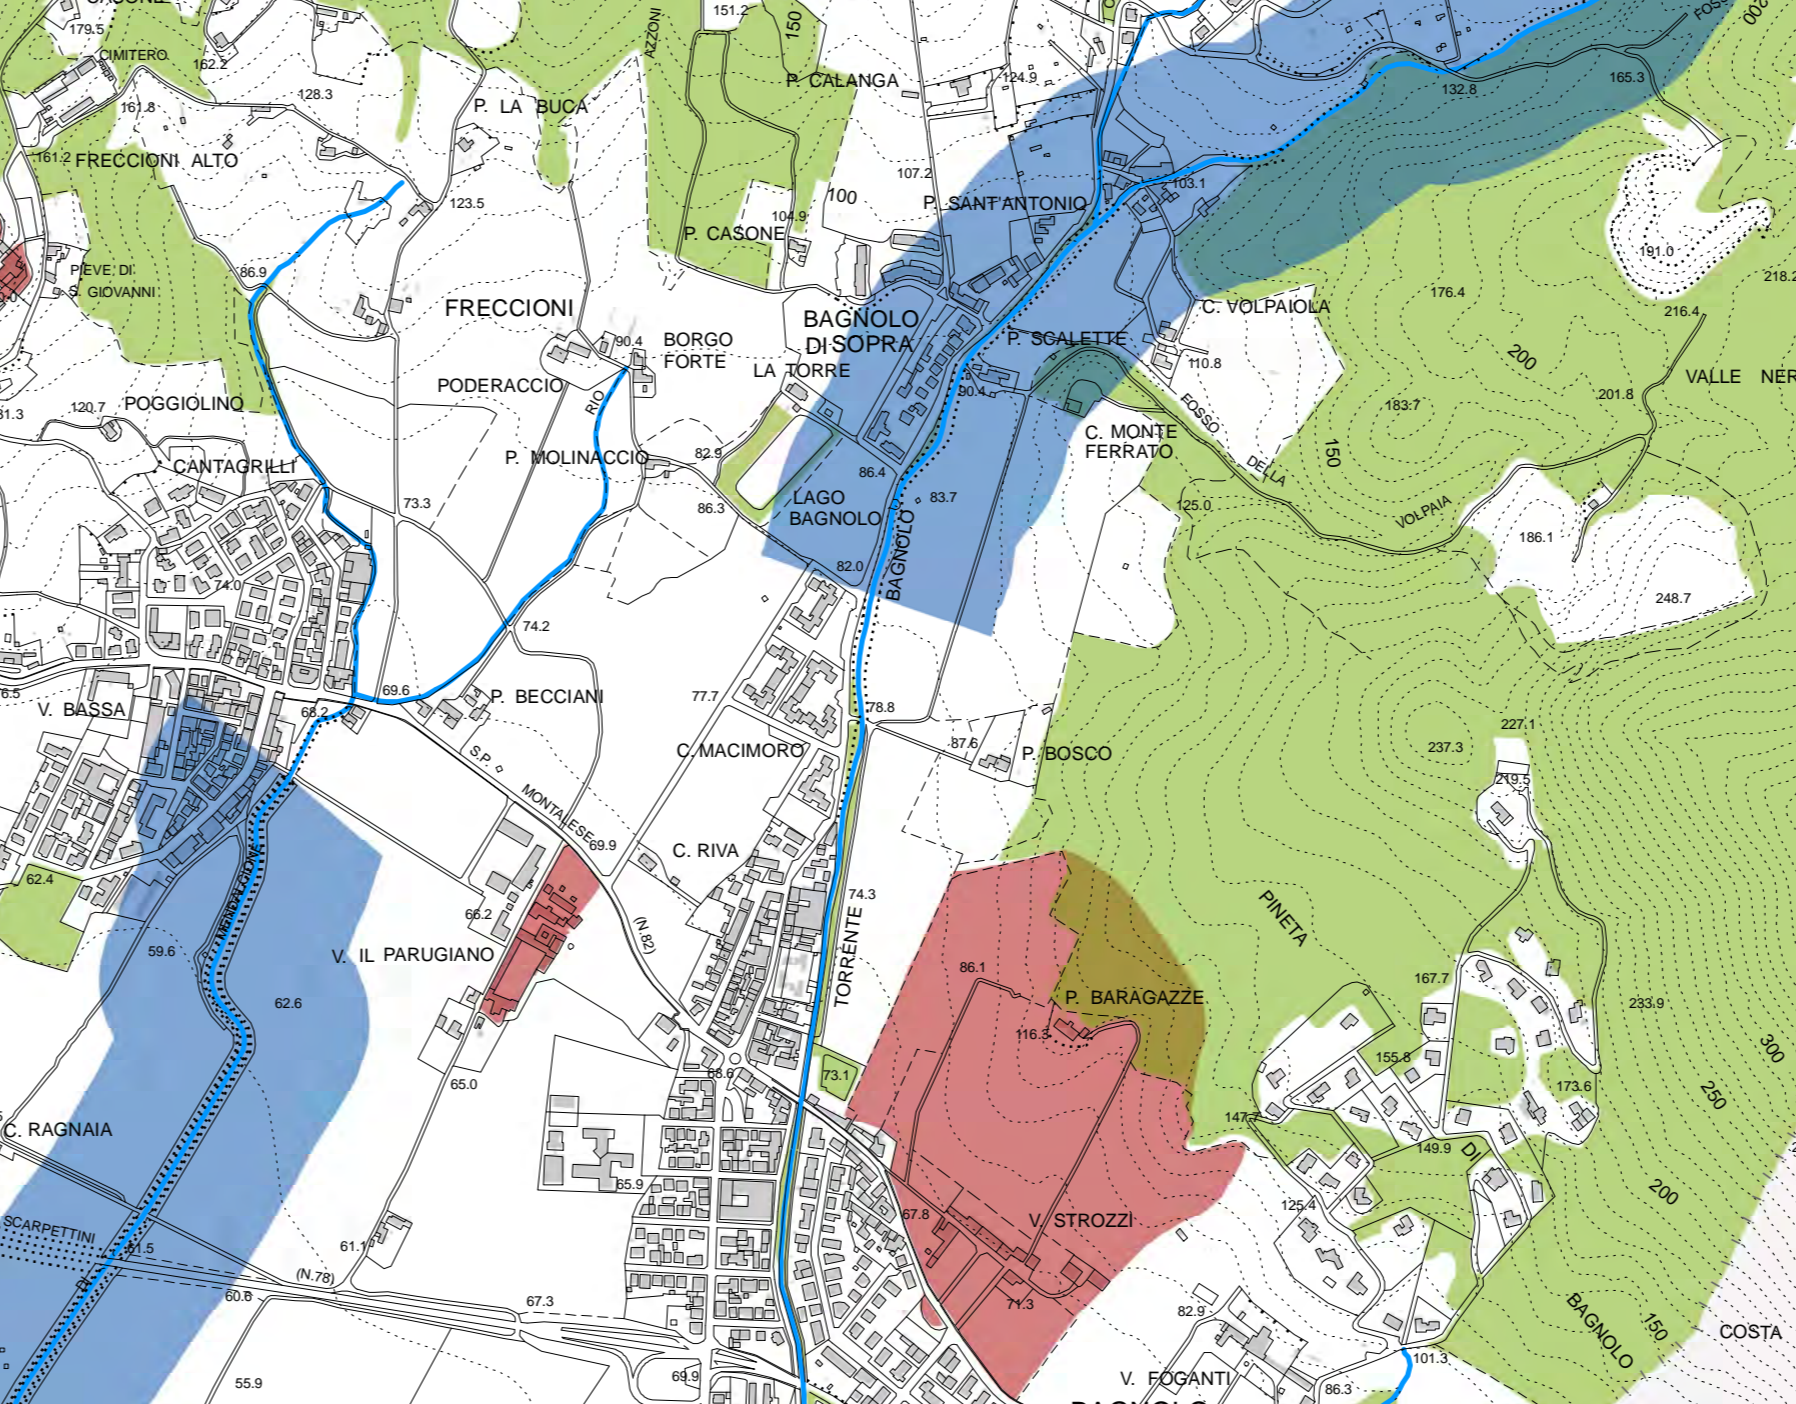 179.5
CIMITERO
162.2
161.8
128.3
P. LA BUCA
AZZONI
151.2
150
P. CALANGA
124.9
132.8
165.3
200
161.2
FRECCIONI ALTO
123.5
107.2
100
104.9
P. CASONE
P. SANT'ANTONIO
103.1
191.0
218.2
PIEVE DI
S. GIOVANNI
86.9
FRECCIONI
90.4
BORGO
FORTE
BAGNOLO
DI SOPRA
LA TORRE
P. SCALETTE
C. VOLPAIOLA
176.4
216.4
200
110.8
90.4
PODERACCIO
RIO
POGGIOLINO
120.7
VALLE NER
201.8
183.7
FOSSO
DELLA
VOLPAIA
150
C. MONTE
FERRATO
CANTAGRILLI
P. MOLINACCIO
82.9
86.4
83.7
LAGO
BAGNOLO
86.3
73.3
125.0
186.1
248.7
74.0
82.0
BAGNOLO
74.2
V. BASSA
68.2
69.6
P. BECCIANI
77.7
78.8
C. MACIMORO
87.6
P. BOSCO
227.1
237.3
219.5
S.P.
MONTALESE
69.9
C. RIVA
62.4
74.3
66.2
V. IL PARUGIANO
(N.82)
59.6
62.6
TORRENTE
86.1
P. BARAGAZZE
116.3
PINETA
167.7
233.9
300
155.8
250
173.6
65.0
68.6
73.1
147.7
149.9
DI
C. RAGNAIA
65.9
67.8
V. STROZZI
125.4
200
SCARPETTINI
61.5
DI
61.1
(N.78)
60.6
67.3
71.3
82.9
BAGNOLO
150
COSTA
55.9
69.9
V. FOGANTI
101.3
86.3